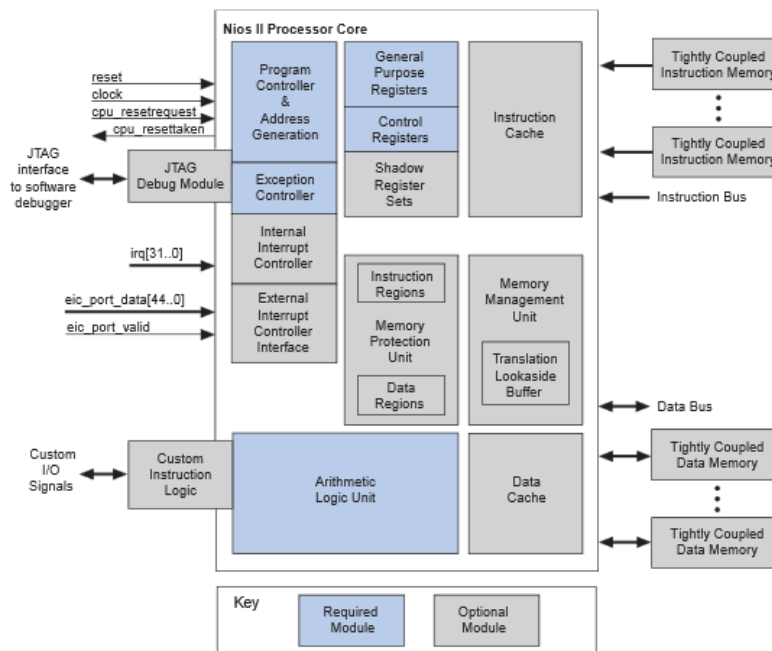 Nios II Processor Core
reset
clock
cpu_resetrequest
cpu_resettaken
JTAG
interface
to software
debugger
JTAG
Debug Module
irq[31..0]
eic_port_data[44..0]
eic_port_valid
Custom
I/O
Signals
Custom
Instruction
Logic
Program
Controller
&
Address
Generation
Exception
Controller
Internal
Interrupt
Controller
External
Interrupt
Controller
Interface
General
Purpose
Registers
Control
Registers
Shadow
Register
Sets
Instruction
Cache
Instruction
Regions
Memory
Protection
Unit
Data
Regions
Memory
Management
Unit
Translation
Lookaside
Buffer
Arithmetic
Logic Unit
Data
Cache
Tightly Coupled
Instruction Memory
Tightly Coupled
Instruction Memory
Instruction Bus
Data Bus
Tightly Coupled
Data Memory
Tightly Coupled
Data Memory
Key
Required
Module
Optional
Module